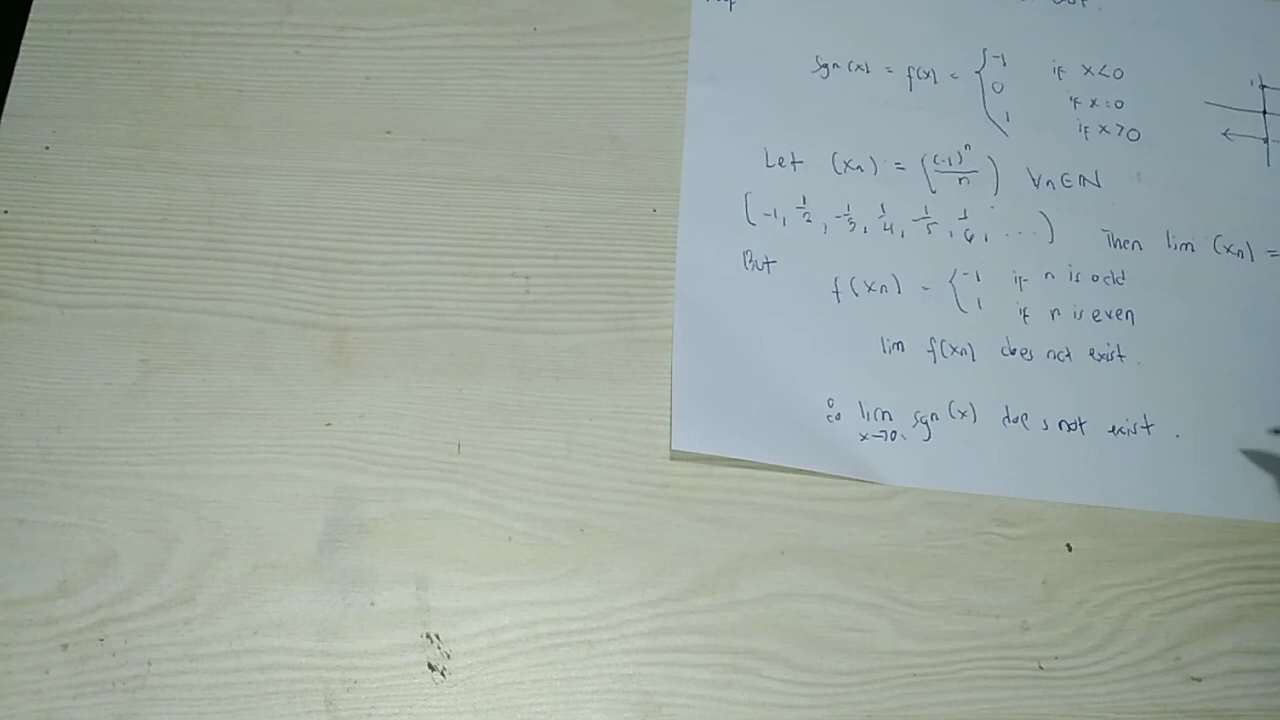 sgn(x) = f(x) = { -1 if x<0
0 if x=0
1 if x>0
Let (xn) = ((-1)^n / n) ∀n∈ℕ
(-1, 1/2, -1/3, 1/4, -1/5, 1/6, ...) Then lim (xn) =
But
f(xn) = { -1 if n is odd
1 if n is even
lim f(xn) does not exist.
∴ lim x→0 sgn(x) does not exist.